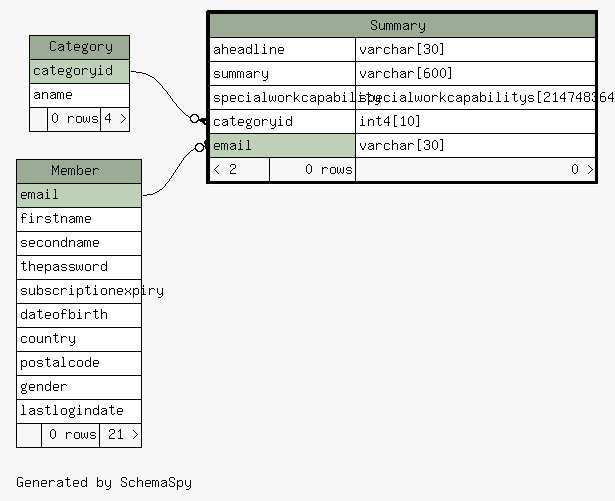 Category
categoryid
aname
0 rows 4 >
Member
email
firstname
secondname
thepassword
subscriptionexpiry
dateofbirth
country
postalcode
gender
lastlogindate
0 rows 21 >
Summary
aheadline varchar[30]
summary varchar[600]
specialworkcapability specialworkcapabilitys[214748364
categoryid int4[10]
email varchar[30]
< 2 0 rows 0 >
Generated by SchemaSpy